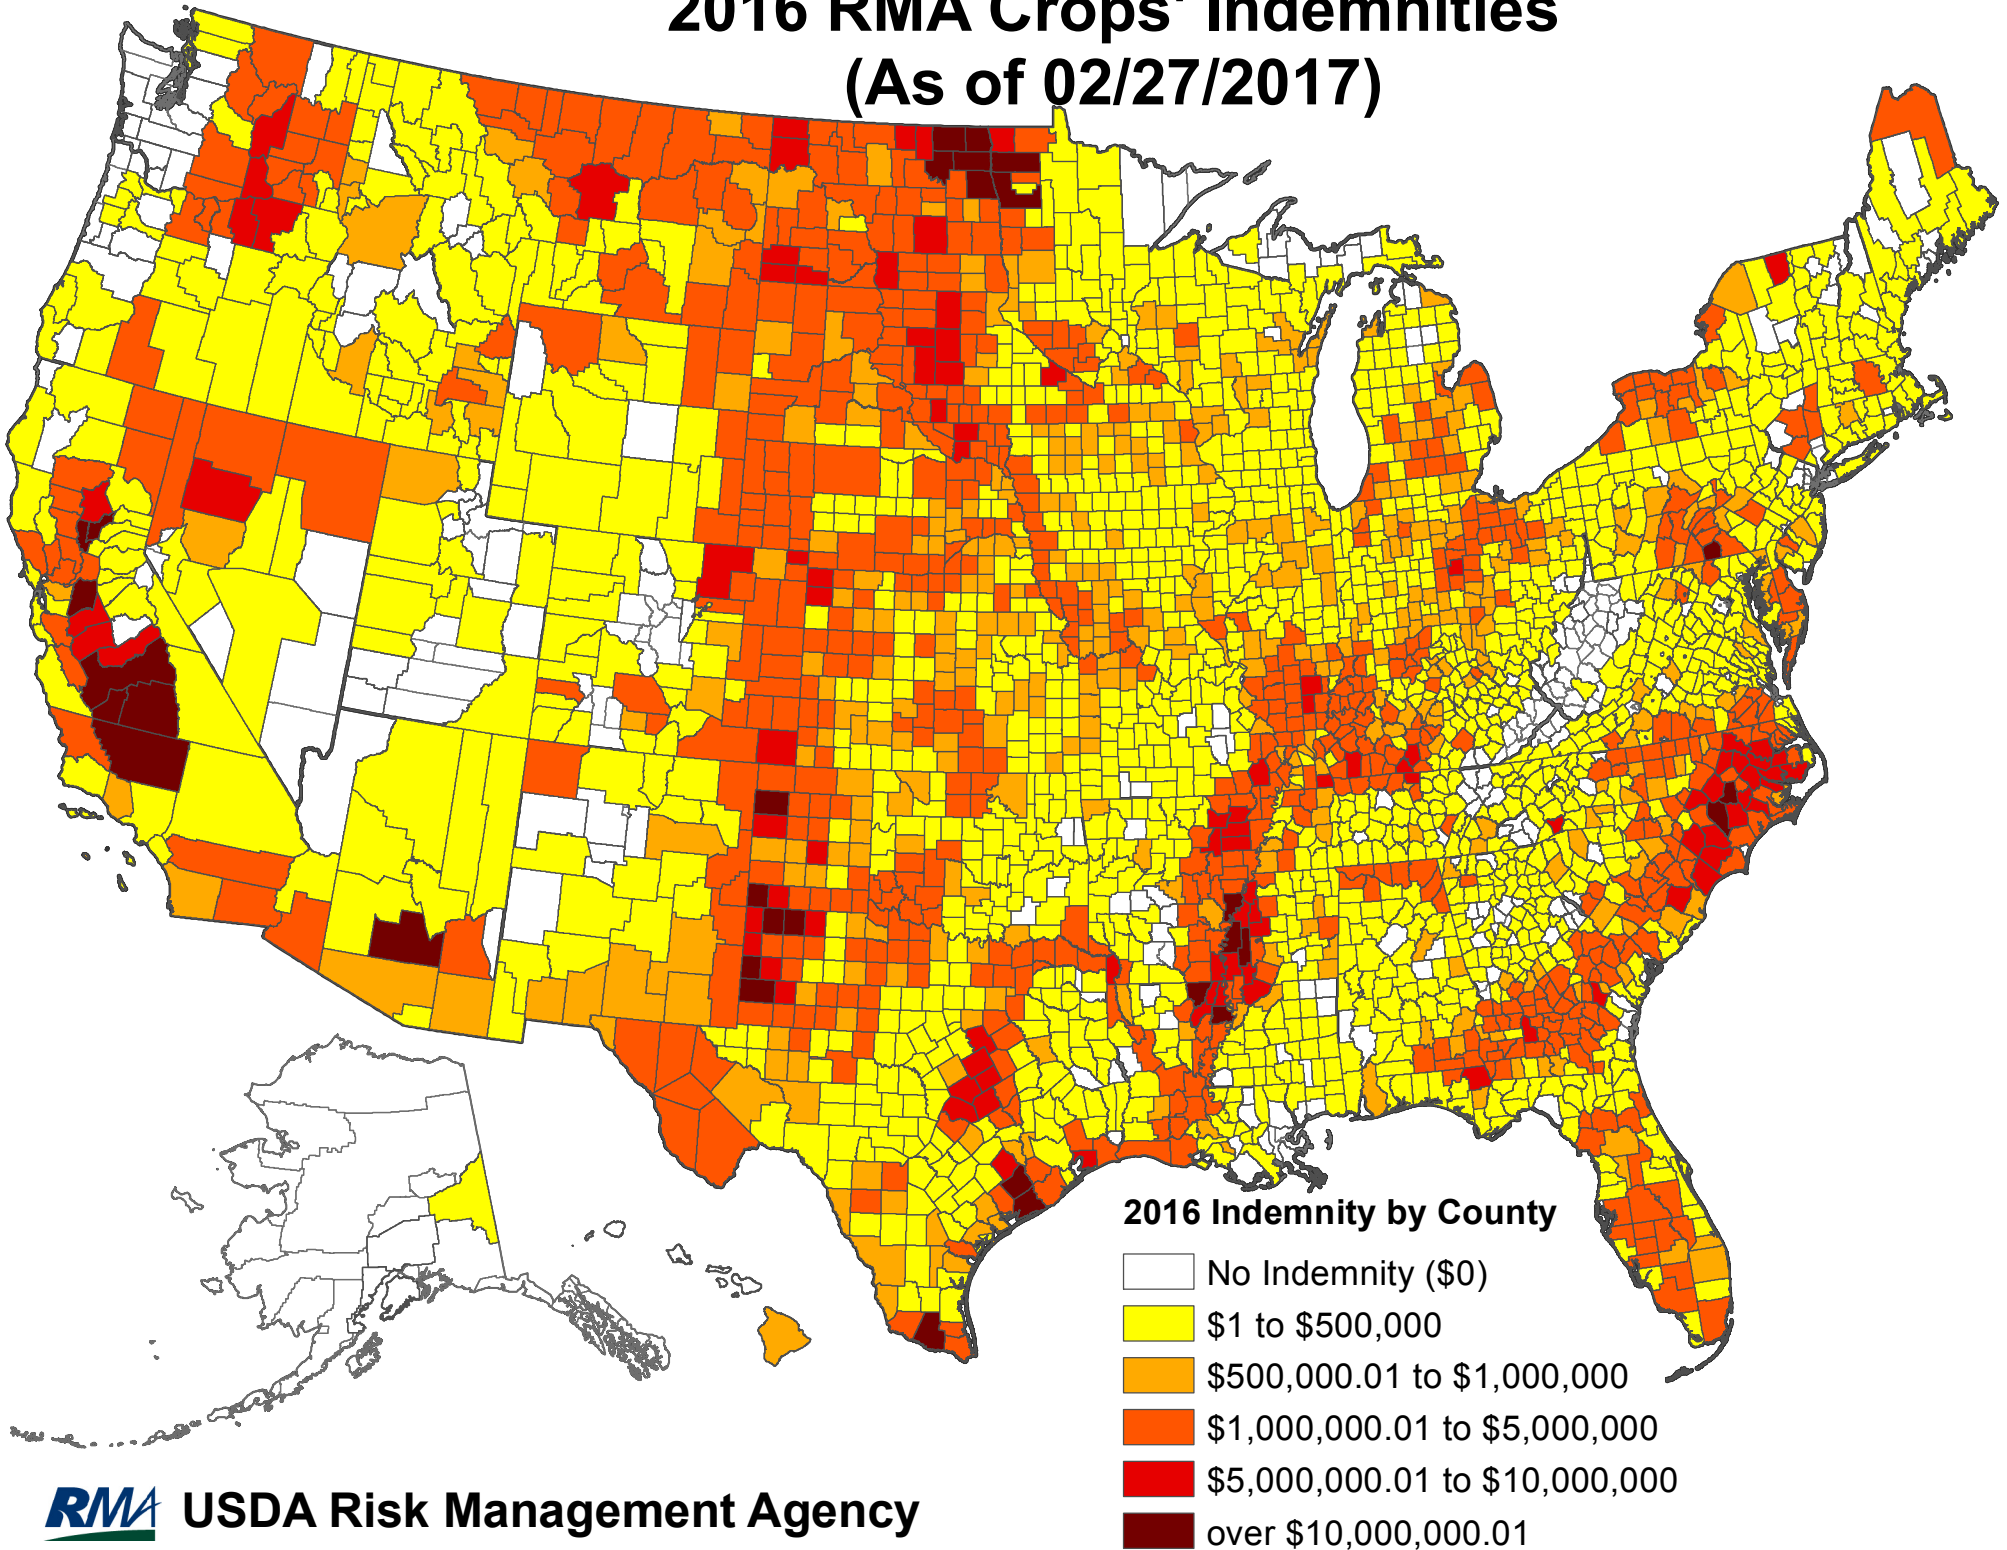 2016 RMA Crops' Indemnities
(As of 02/27/2017)
2016 Indemnity by County
No Indemnity ($0)
$1 to $500,000
$500,000.01 to $1,000,000
$1,000,000.01 to $5,000,000
$5,000,000.01 to $10,000,000
over $10,000,000.01
RMA USDA Risk Management Agency